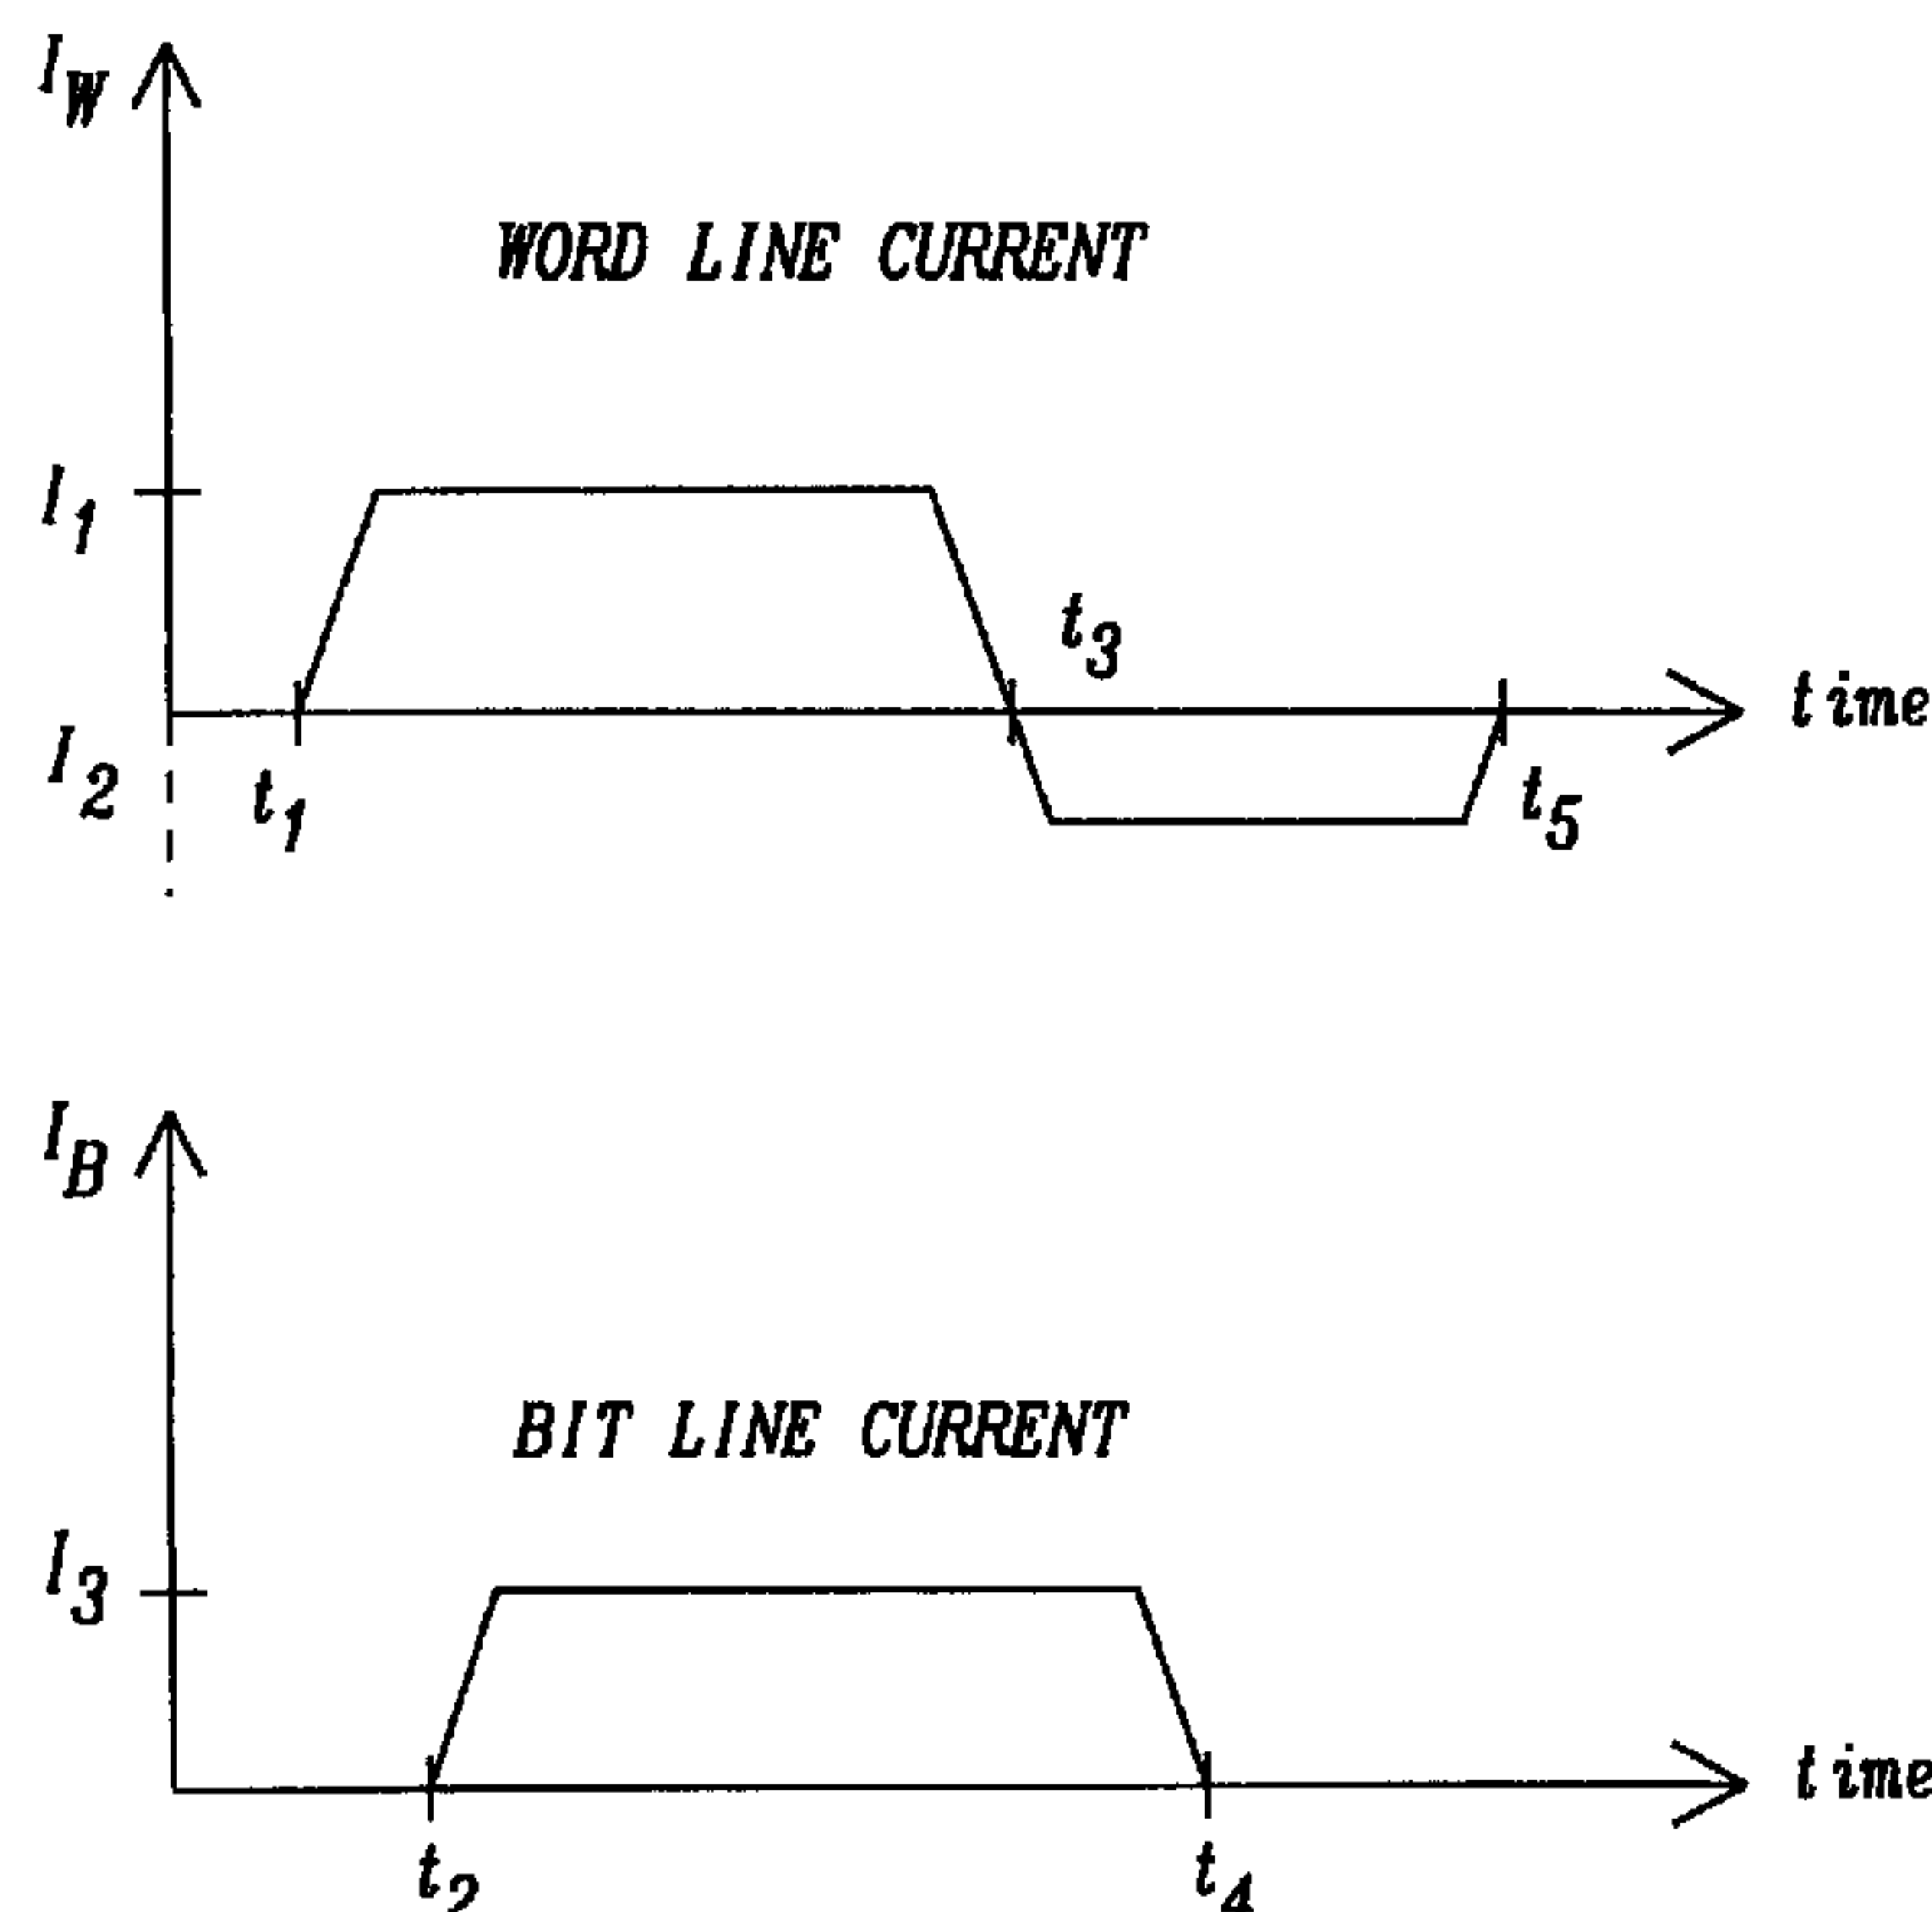 I_W
WORD LINE CURRENT
I_1
t_3
time
I_2
t_1
t_5
I_B
BIT LINE CURRENT
I_3
time
t_2
t_4